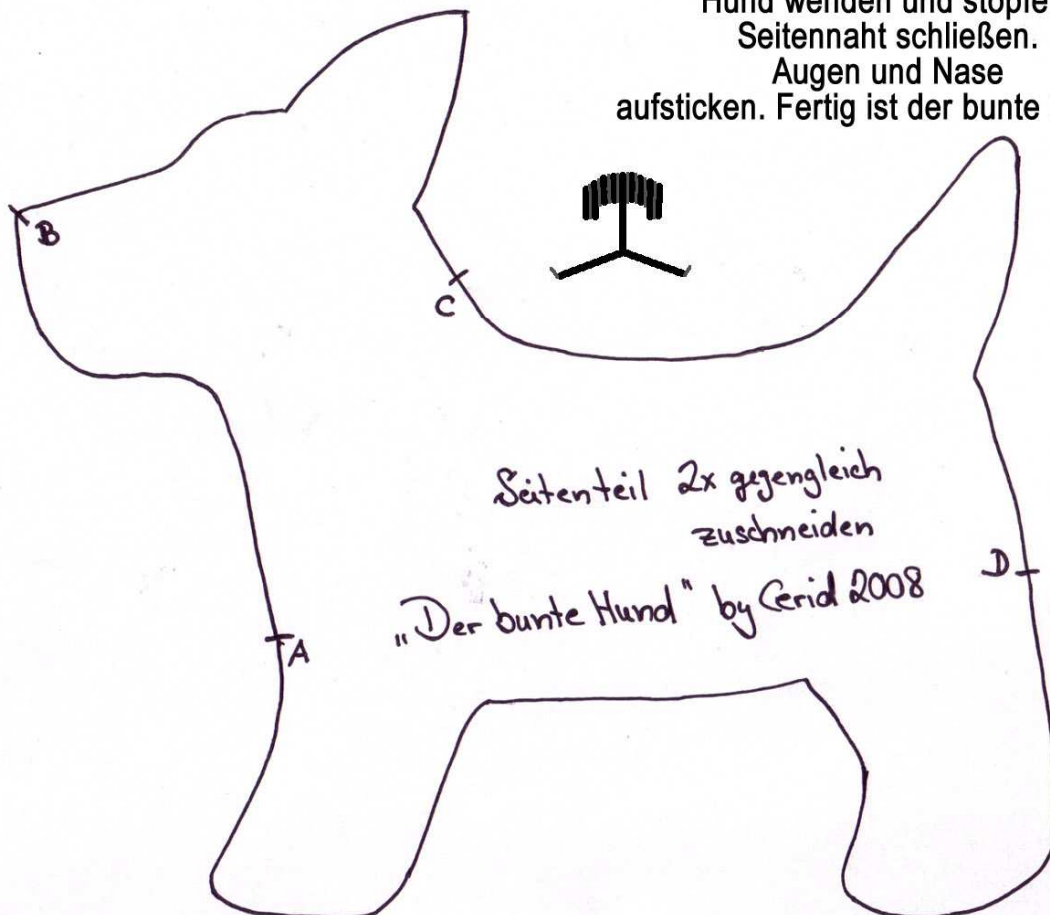 Hund wenden und stopfe
Seitennaht schließen.
Augen und Nase
aufsticken. Fertig ist der bunte
B
C
Seitenteil 2x gegengleich
zuschneiden
D
„Der bunte Hund" by Cerid 2008
A